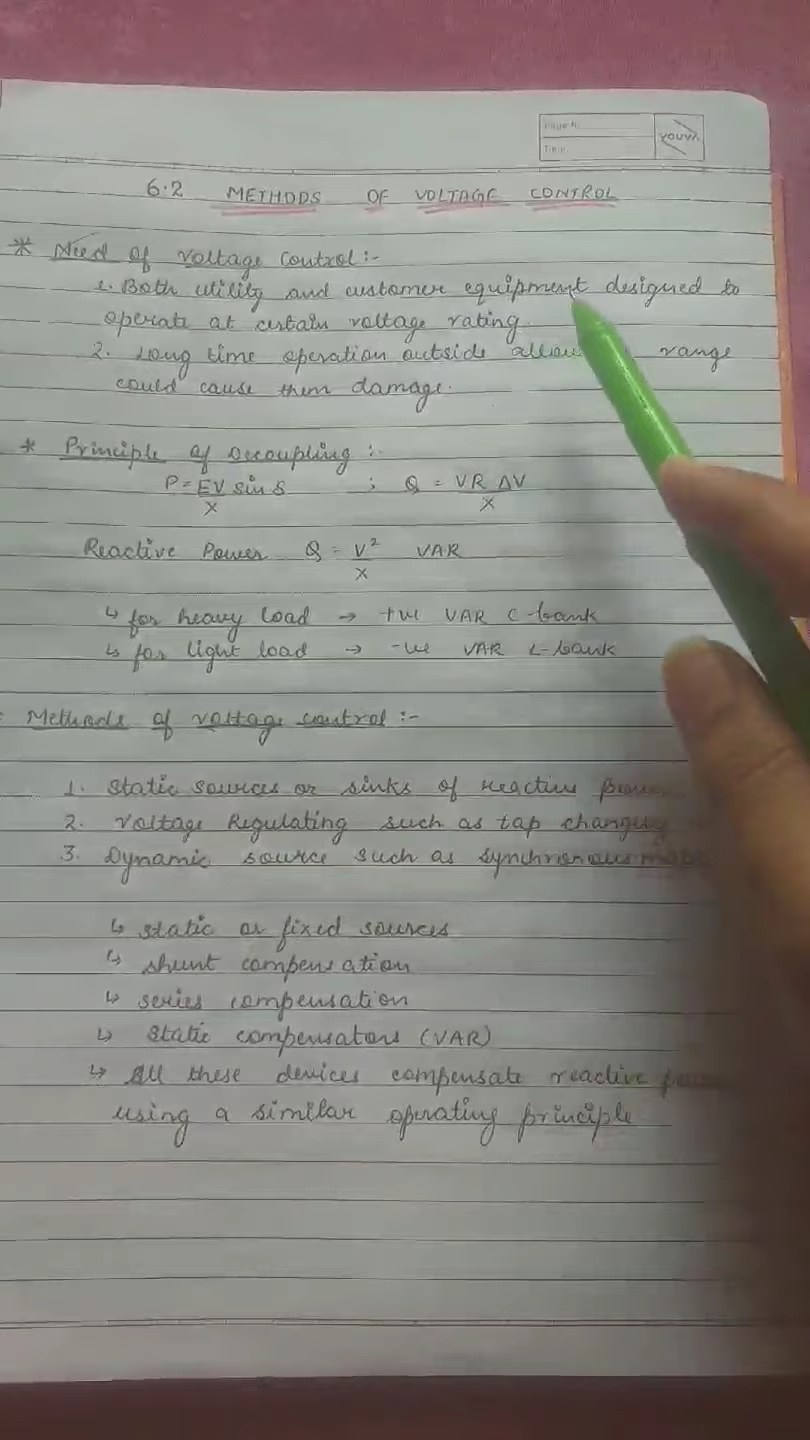 Page No.
YOUVA
6.2 METHODS OF VOLTAGE CONTROL
* Need of Voltage Control :-
1. Both utility and customer equipment designed to
operate at certain voltage rating.
2. Long time operation outside range
could cause them damage.
* Principle of Decoupling :-
P = EV sin δ / X ; Q = VR ΔV / X
Reactive Power Q = V² / X VAR
↳ for heavy load → +ve VAR C-bank
↳ for light load → -ve VAR L-bank
Methods of voltage control :-
1. Static sources or sinks of reactive
2. Voltage Regulating such as tap changing
3. Dynamic source such as synchronous
↳ static or fixed sources
↳ shunt compensation
↳ series compensation
↳ Static compensators (VAR)
↳ All these devices compensate reactive
using a similar operating principle